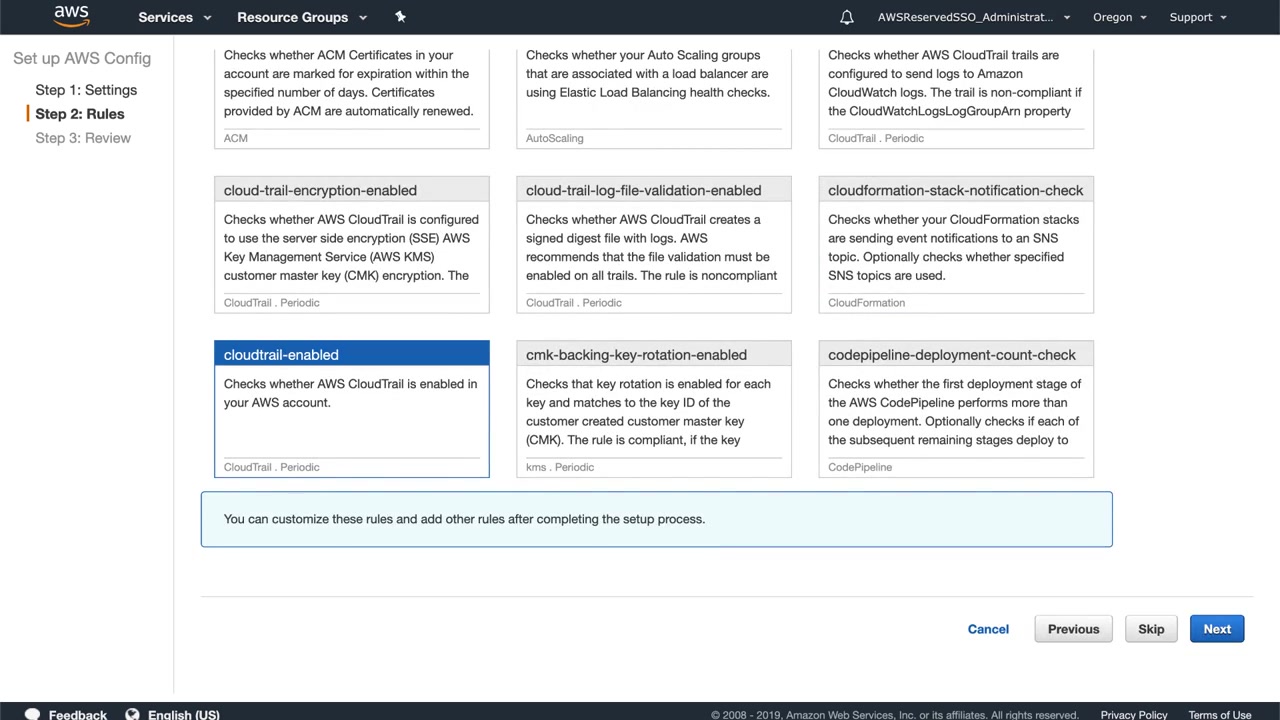 aws
Services
Resource Groups
AWSReservedSSO_Administrat...
Oregon
Support
Set up AWS Config
Step 1: Settings
Step 2: Rules
Step 3: Review
Checks whether ACM Certificates in your
account are marked for expiration within the
specified number of days. Certificates
provided by ACM are automatically renewed.
ACM
Checks whether your Auto Scaling groups
that are associated with a load balancer are
using Elastic Load Balancing health checks.
AutoScaling
Checks whether AWS CloudTrail trails are
configured to send logs to Amazon
CloudWatch logs. The trail is non-compliant if
the CloudWatchLogsLogGroupArn property
CloudTrail . Periodic
cloud-trail-encryption-enabled
Checks whether AWS CloudTrail is configured
to use the server side encryption (SSE) AWS
Key Management Service (AWS KMS)
customer master key (CMK) encryption. The
CloudTrail . Periodic
cloud-trail-log-file-validation-enabled
Checks whether AWS CloudTrail creates a
signed digest file with logs. AWS
recommends that the file validation must be
enabled on all trails. The rule is noncompliant
CloudTrail . Periodic
cloudformation-stack-notification-check
Checks whether your CloudFormation stacks
are sending event notifications to an SNS
topic. Optionally checks whether specified
SNS topics are used.
CloudFormation
cloudtrail-enabled
Checks whether AWS CloudTrail is enabled in
your AWS account.
CloudTrail . Periodic
cmk-backing-key-rotation-enabled
Checks that key rotation is enabled for each
key and matches to the key ID of the
customer created customer master key
(CMK). The rule is compliant, if the key
kms . Periodic
codepipeline-deployment-count-check
Checks whether the first deployment stage of
the AWS CodePipeline performs more than
one deployment. Optionally checks if each of
the subsequent remaining stages deploy to
CodePipeline
You can customize these rules and add other rules after completing the setup process.
Cancel
Previous
Skip
Next
Feedback
English (US)
© 2008 - 2019, Amazon Web Services, Inc. or its affiliates. All rights reserved.
Privacy Policy
Terms of Use